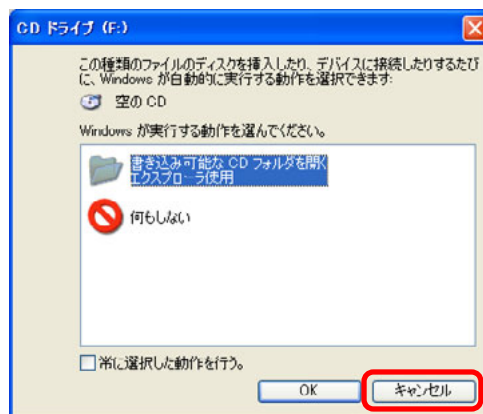 CD ドライブ (F:)
この種類のファイルのディスクを挿入したり、デバイスに接続したりするたび
に、Windows が自動的に実行する動作を選択できます:
空の CD
Windows が実行する動作を選んでください。
書き込み可能な CD フォルダを開く
エクスプローラ使用
何もしない
常に選択した動作を行う。
OK
キャンセル